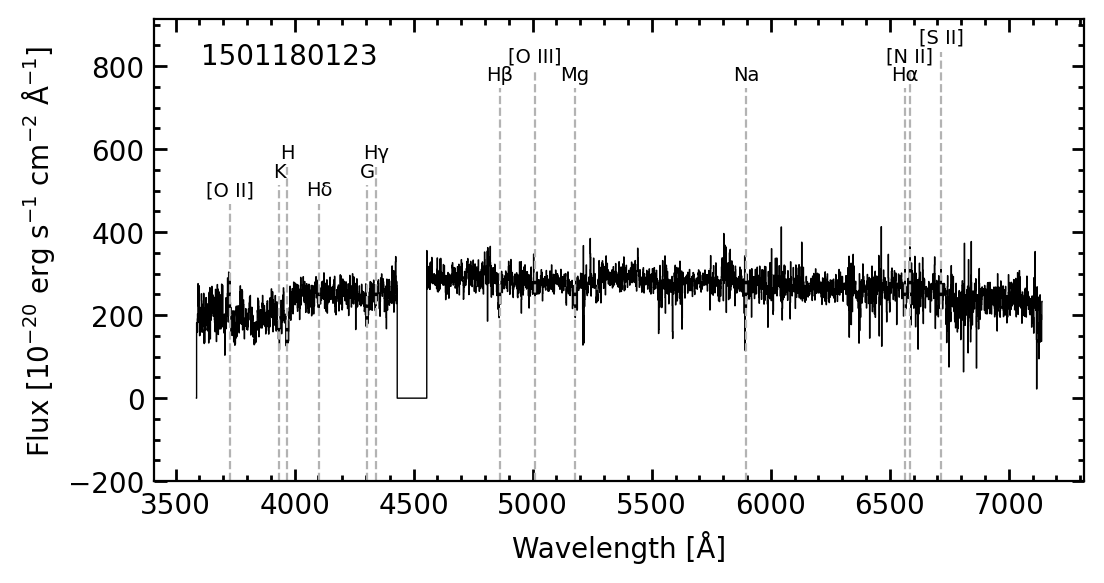 1501180123
[S II]
[O III]
[N II]
Hβ
Mg
Na
Hα
H
Hγ
K
G
[O II]
Hδ
800
600
400
200
0
−200
Flux [10⁻²⁰ erg s⁻¹ cm⁻² Å⁻¹]
3500 4000 4500 5000 5500 6000 6500 7000
Wavelength [Å]